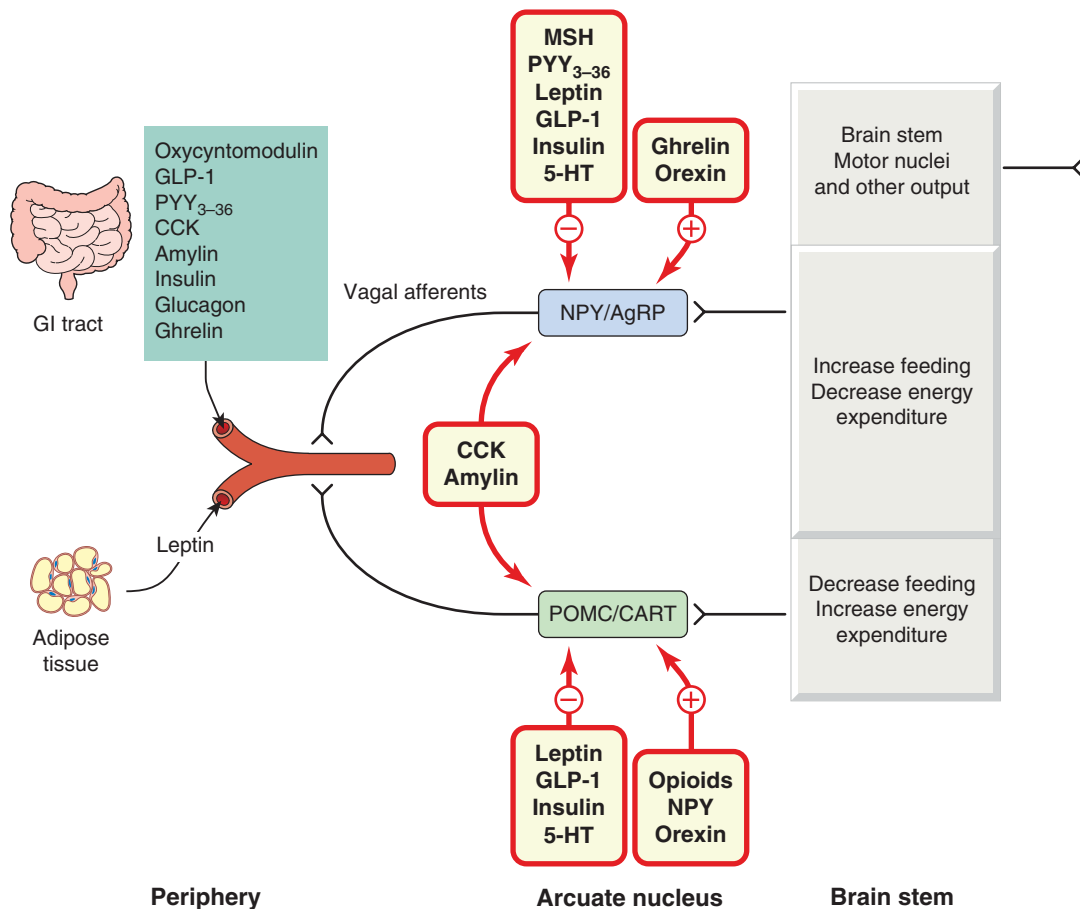 MSH
PYY3–36
Leptin
GLP-1
Insulin
5-HT
Ghrelin
Orexin
Brain stem
Motor nuclei
and other output
Oxycyntomodulin
GLP-1
PYY3–36
CCK
Amylin
Insulin
Glucagon
Ghrelin
GI tract
Vagal afferents
NPY/AgRP
Increase feeding
Decrease energy
expenditure
CCK
Amylin
Leptin
Adipose
tissue
POMC/CART
Decrease feeding
Increase energy
expenditure
Leptin
GLP-1
Insulin
5-HT
Opioids
NPY
Orexin
Periphery
Arcuate nucleus
Brain stem